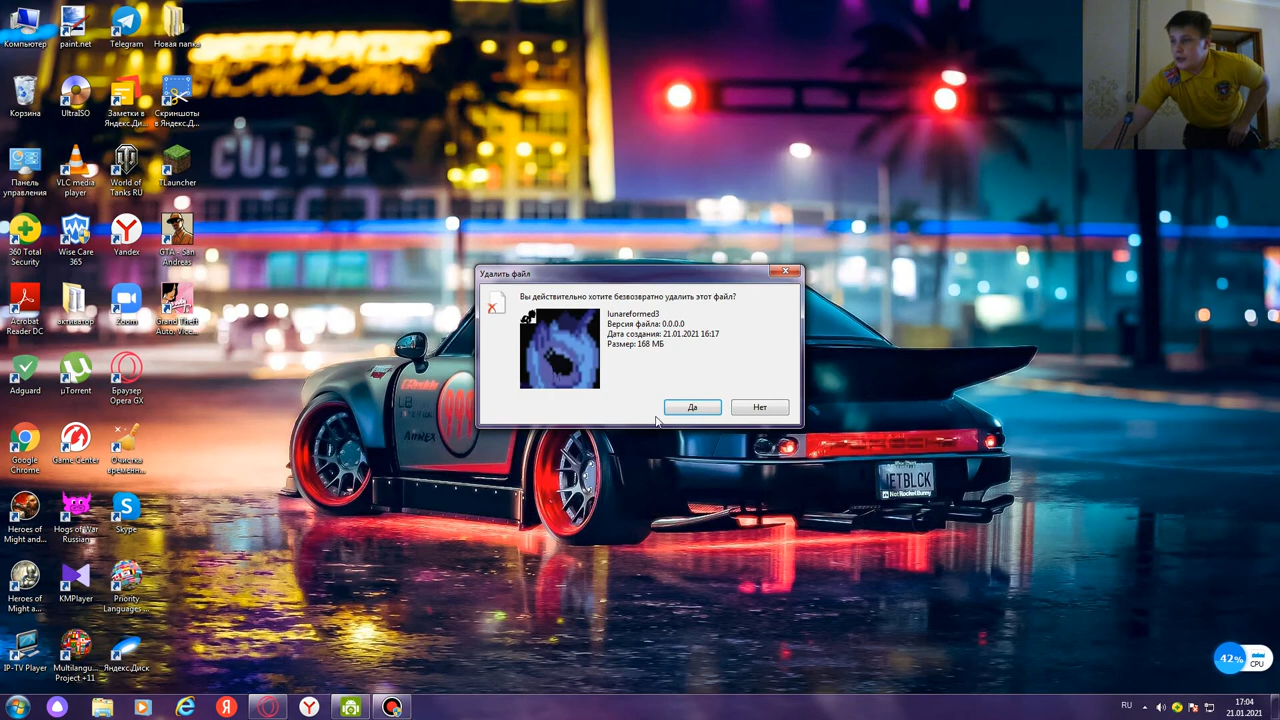 Компьютер
paint.net
Telegram
Новая папка
Корзина
UltraISO
Заметки в
Яндекс.Ди...
Скриншоты
в Яндекс.Д...
Панель
управления
VLC media
player
World of
Tanks RU
TLauncher
360 Total
Security
Wise Care
365
Yandex
GTA - San
Andreas
Acrobat
Reader DC
активатор
Zoom
Grand Theft
Auto: Vice...
Adguard
µTorrent
Браузер
Opera GX
Google
Chrome
Game Center
Очистка
временн...
Heroes of
Might and...
Hogs of War
Russian
Skype
Heroes of
Might a...
KMPlayer
Priority
Languages ...
IP-TV Player
Multilangu...
Project +11
Яндекс.Диск
Удалить файл
Вы действительно хотите безвозвратно удалить этот файл?
lunareformed3
Версия файла: 0.0.0.0
Дата создания: 21.01.2021 16:17
Размер: 168 МБ
Да
Нет
GReddy
LB
JETBLCK
NotRocketBunny
42%
CPU
RU
17:04
21.01.2021